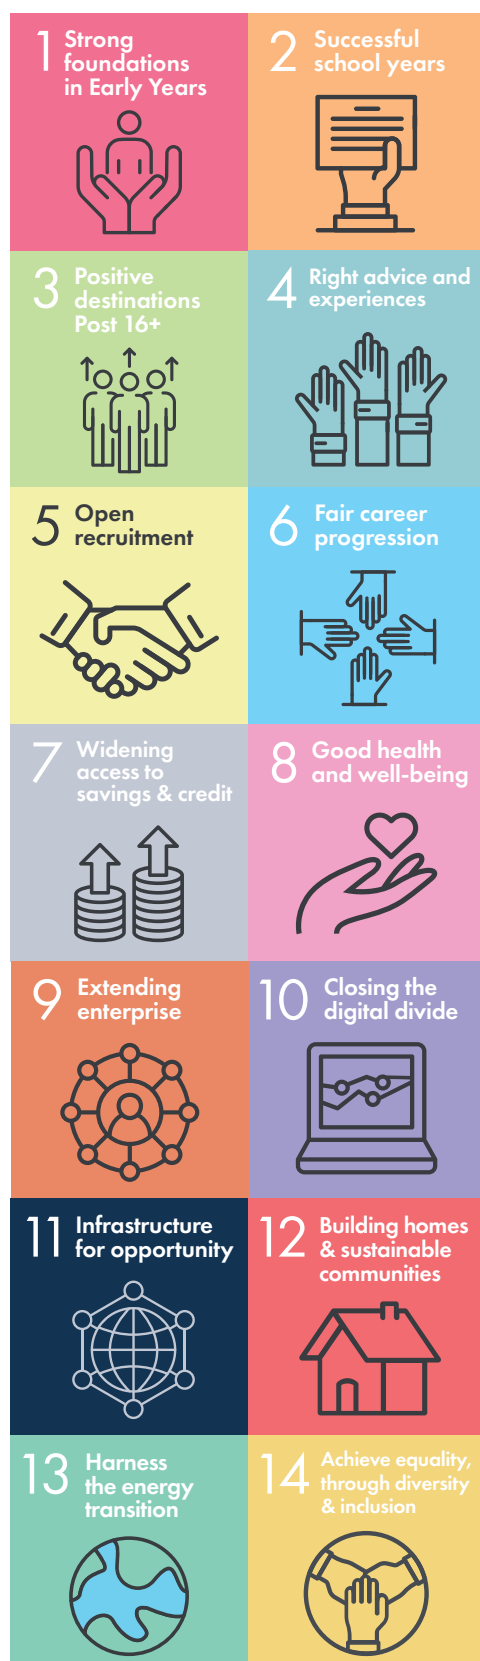 1 Strong
foundations
in Early Years
2 Successful
school years
3 Positive
destinations
Post 16+
4 Right advice and
experiences
5 Open
recruitment
6 Fair career
progression
7 Widening
access to
savings & credit
8 Good health
and well-being
9 Extending
enterprise
10 Closing the
digital divide
11 Infrastructure
for opportunity
12 Building homes
& sustainable
communities
13 Harness
the energy
transition
14 Achieve equality,
through diversity
& inclusion